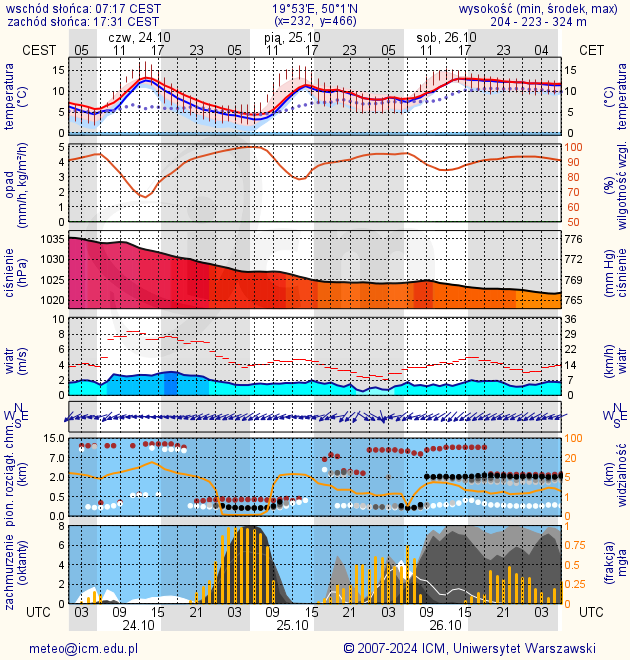 wschód słońca: 07:17 CEST 19°53'E, 50°1'N wysokość (min, środek, max)
zachód słońca: 17:31 CEST (x=232, y=466) 204 - 223 - 324 m
czw, 24.10 pią, 25.10 sob, 26.10
CEST 05 11 17 23 05 11 17 23 05 11 17 23 04 CET
temperatura (°C)
15 10 5 0
15 10 5 0
temperatura (°C)
opad (mm/h, kg/m²/h)
5 4 3 2 1 0
100 90 80 70 60 50
(%) wilgotność wzgl.
ciśnienie (hPa)
1035 1030 1025 1020
776 772 769 765
(mm Hg) ciśnienie
wiatr (m/s)
10 8 6 4 2 0
36 29 22 14 7 0
(km/h) wiatr
N W E S
N W E S
pion. rozciągł. chm. (km)
15.0 7.0 2.0 0.5 0.0
100 20 5 1 0
(km) widzialność
zachmurzenie (oktanty)
8 6 4 2 0
1 0.75 0.5 0.25 0
(frakcja) mgła
UTC 03 09 15 21 03 09 15 21 03 09 15 21 03 UTC
24.10 25.10 26.10
meteo@icm.edu.pl © 2007-2024 ICM, Uniwersytet Warszawski